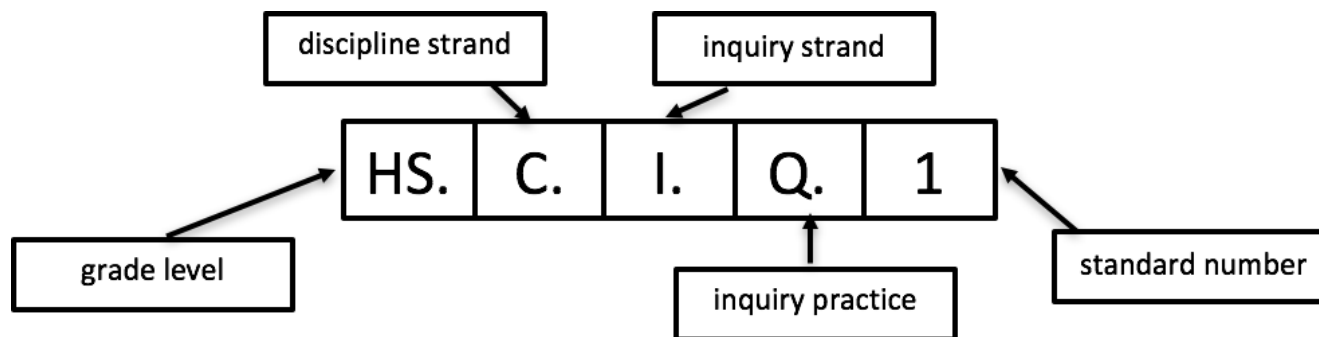 discipline strand
inquiry strand
HS. C. I. Q. 1
grade level
inquiry practice
standard number